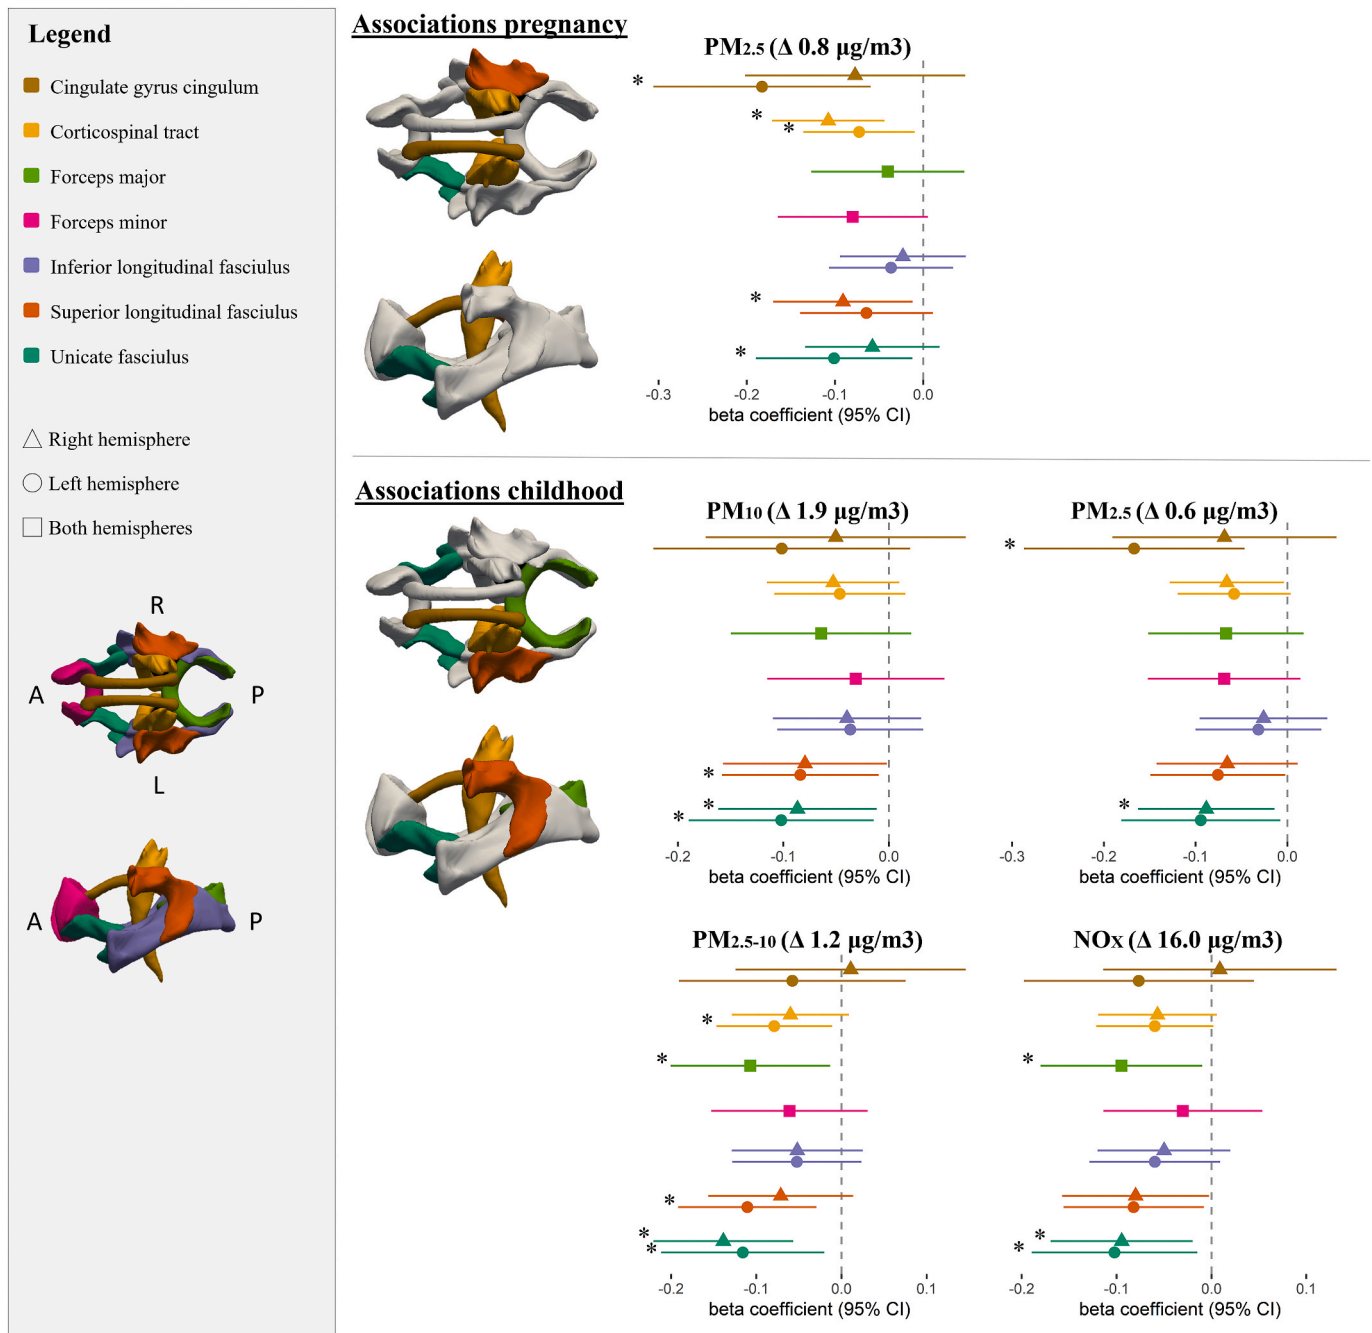 Legend
Cingulate gyrus cingulum
Corticospinal tract
Forceps major
Forceps minor
Inferior longitudinal fasciulus
Superior longitudinal fasciulus
Unicate fasciulus
Right hemisphere
Left hemisphere
Both hemispheres
R
A P
L
A P
Associations pregnancy
PM2.5 (Δ 0.8 µg/m3)
*
*
*
*
*
-0.3 -0.2 -0.1 0.0
beta coefficient (95% CI)
Associations childhood
PM10 (Δ 1.9 µg/m3)
*
*
*
-0.2 -0.1 0.0
beta coefficient (95% CI)
PM2.5 (Δ 0.6 µg/m3)
*
*
-0.3 -0.2 -0.1 0.0
beta coefficient (95% CI)
PM2.5-10 (Δ 1.2 µg/m3)
*
*
*
*
*
-0.2 -0.1 0.0 0.1
beta coefficient (95% CI)
NOX (Δ 16.0 µg/m3)
*
*
*
-0.2 -0.1 0.0 0.1
beta coefficient (95% CI)